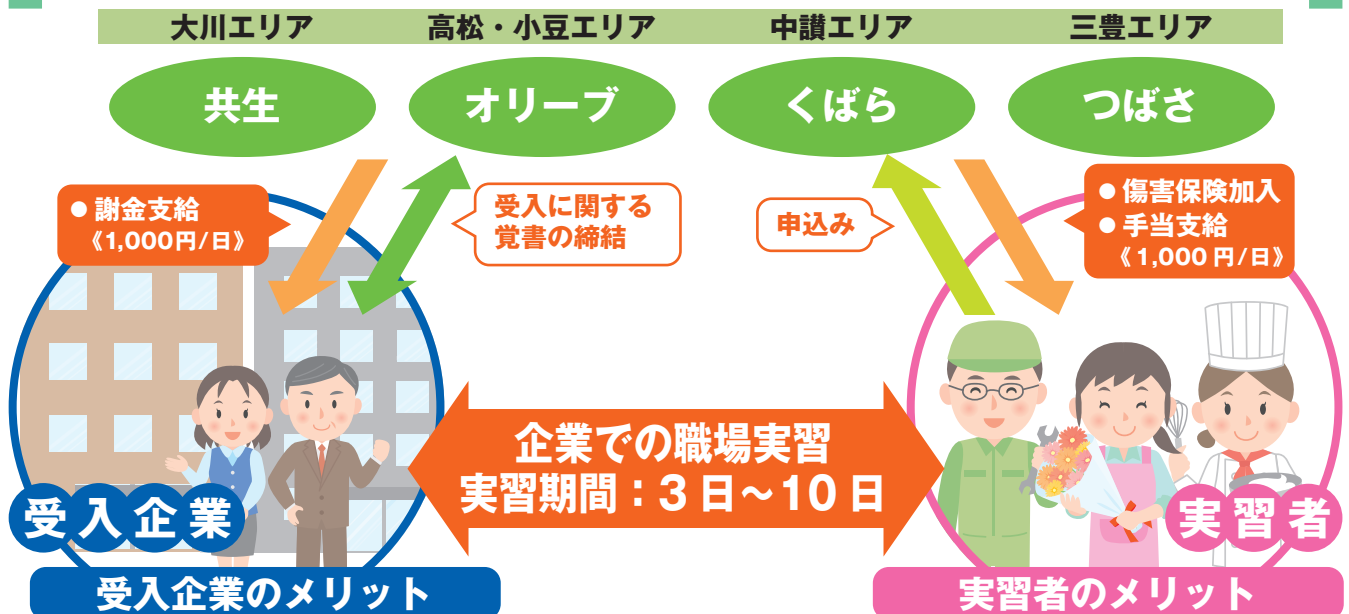 大川エリア
高松・小豆エリア
中讃エリア
三豊エリア
共生
オリーブ
くばら
つばさ
● 謝金支給
《1,000円/日》
受入に関する
覚書の締結
申込み
● 傷害保険加入
● 手当支給
《1,000円/日》
企業での職場実習
実習期間：3日～10日
受入企業
実習者
受入企業のメリット
実習者のメリット